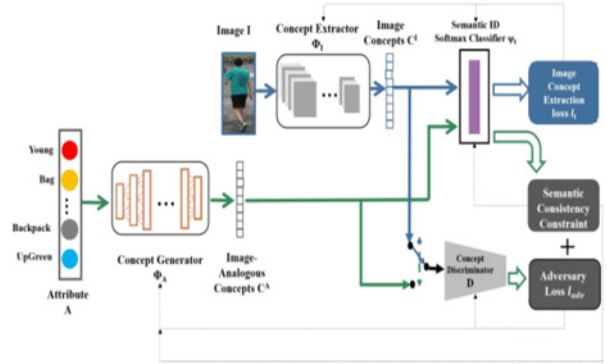 Image I
Concept Extractor
Φ_I
Image
Concepts C^I
Semantic ID
Softmax Classifier ψ_I
Image
Concept
Extraction
loss l_I
Young
Bag
Backpack
UpGreen
Attribute
A
Concept Generator
Φ_A
Image-
Analogous
Concepts C^A
Concept
Discriminator
D
Semantic
Consistency
Constraint
+
Adversary
Loss l_adv